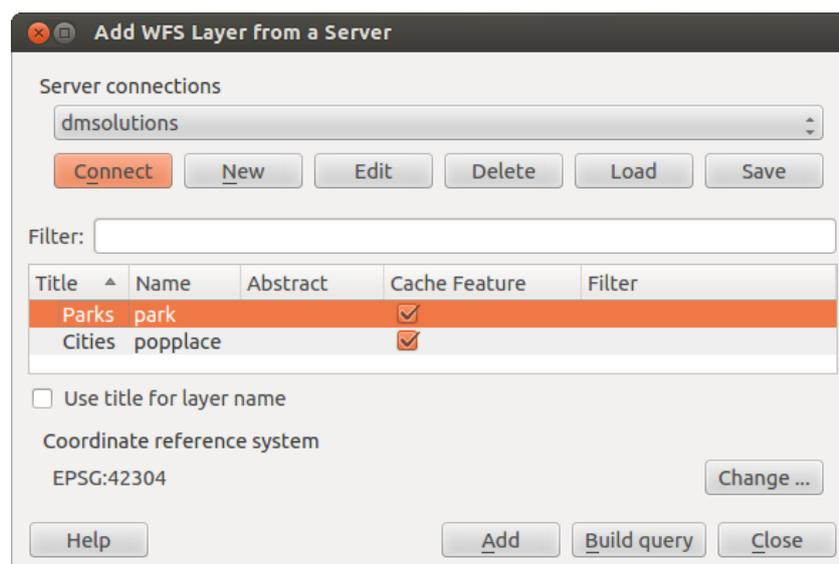 Add WFS Layer from a Server
Server connections
dmsolutions
Connect New Edit Delete Load Save
Filter:
Title Name Abstract Cache Feature Filter
Parks park
Cities popplace
Use title for layer name
Coordinate reference system
EPSG:42304 Change ...
Help Add Build query Close